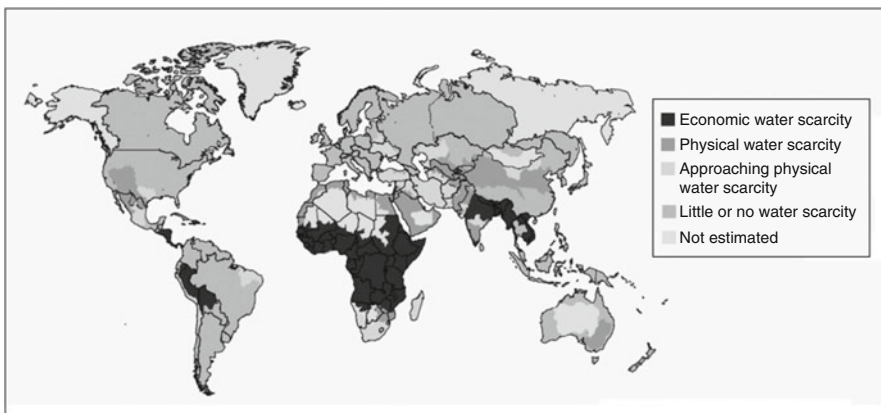 Economic water scarcity
Physical water scarcity
Approaching physical
water scarcity
Little or no water scarcity
Not estimated